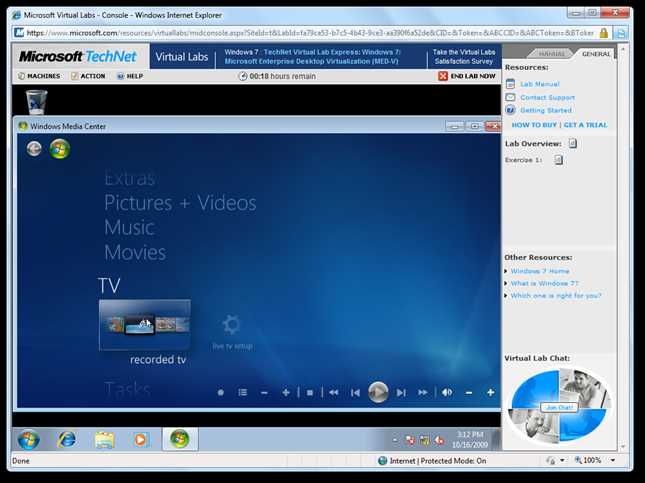 Microsoft Virtual Labs - Console - Windows Internet Explorer
https://www.microsoft.com/resources/virtuallabs/midconsole.aspx?SiteId=t&LabId=fa79ce53-b7c5-4b43-9ce3-aa390f6a52de&CID=&Token=&ABCCID=&ABCToken=&BToken
Microsoft TechNet
Virtual Labs
Windows 7 : TechNet Virtual Lab Express: Windows 7:
Microsoft Enterprise Desktop Virtualization (MED-V)
Take the Virtual Labs
Satisfaction Survey
MACHINES
ACTION
HELP
00:18 hours remain
END LAB NOW
MANUAL
GENERAL
Resources:
Lab Manual
Contact Support
Getting Started
HOW TO BUY | GET A TRIAL
Lab Overview:
Exercise 1:
Other Resources:
Windows 7 Home
What is Windows 7?
Which one is right for you?
Virtual Lab Chat:
Join Chat!
Windows Media Center
Extras
Pictures + Videos
Music
Movies
TV
recorded tv
live tv setup
Tasks
3:12 PM
10/16/2009
Done
Internet | Protected Mode: On
100%